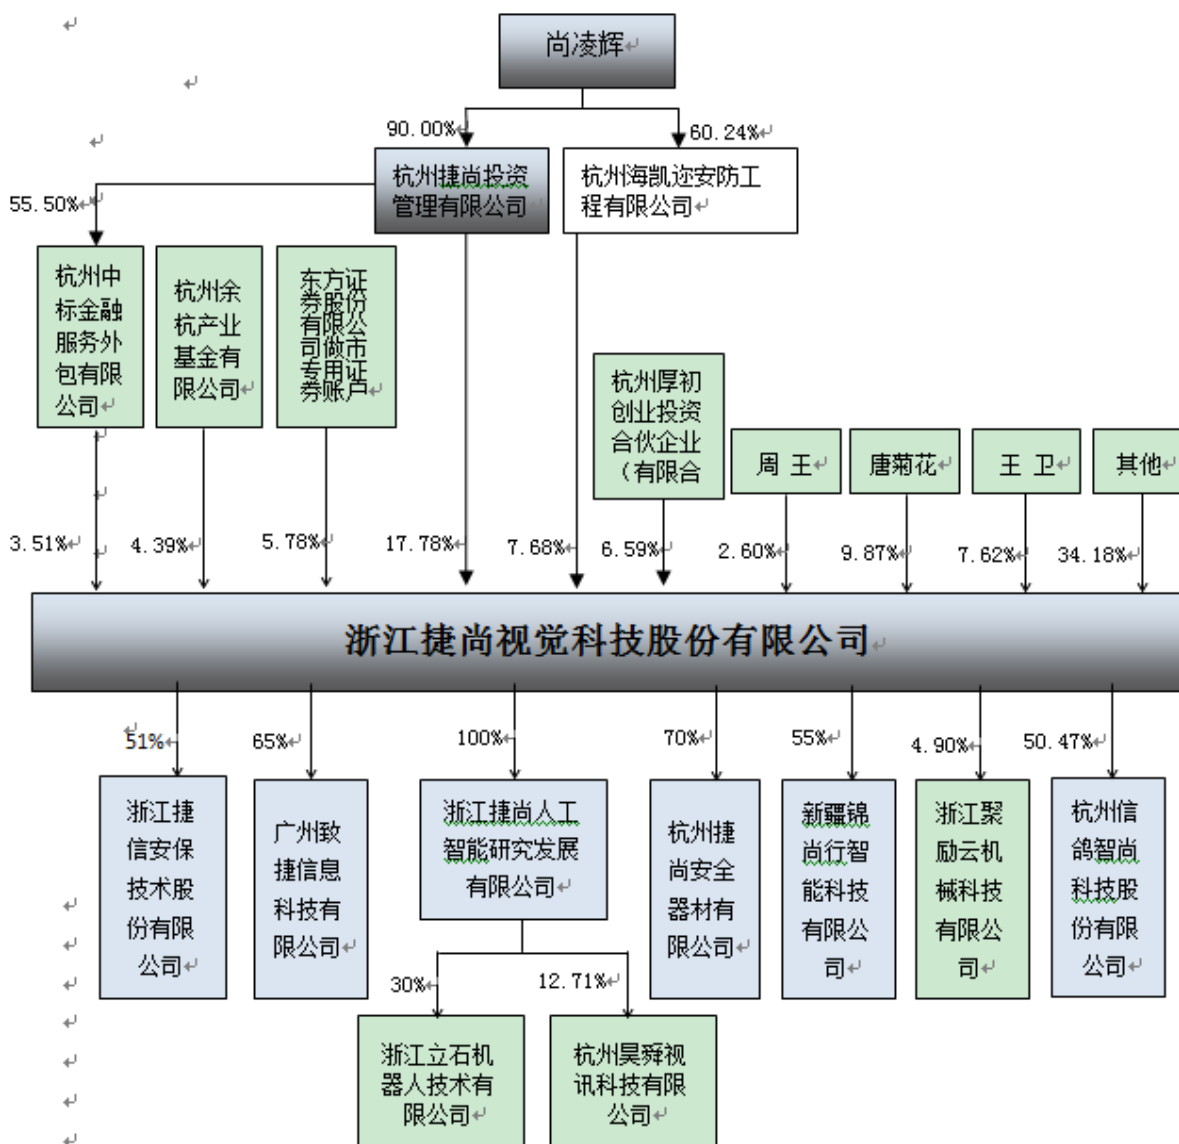 尚凌辉
90.00%
60.24%
杭州捷尚投资
管理有限公司
杭州海凯迩安防工
程有限公司
55.50%
杭州中
标金融
服务外
包有限
公司
杭州余
杭产业
基金有
限公司
东方证
券股份
有限公
司做市
专用证
券账户
杭州厚初
创业投资
合伙企业
（有限合
周 王
唐菊花
王 卫
其他
3.51%
4.39%
5.78%
17.78%
7.68%
6.59%
2.60%
9.87%
7.62%
34.18%
浙江捷尚视觉科技股份有限公司
51%
65%
100%
70%
55%
4.90%
50.47%
浙江捷
信安保
技术股
份有限
公司
广州致
捷信息
科技有
限公司
浙江捷尚人工
智能研究发展
有限公司
杭州捷
尚安全
器材有
限公司
新疆锦
尚行智
能科技
有限公
司
浙江聚
励云机
械科技
有限公
司
杭州信
鸽智尚
科技股
份有限
公司
30%
12.71%
浙江立石机
器人技术有
限公司
杭州昊舜视
讯科技有限
公司